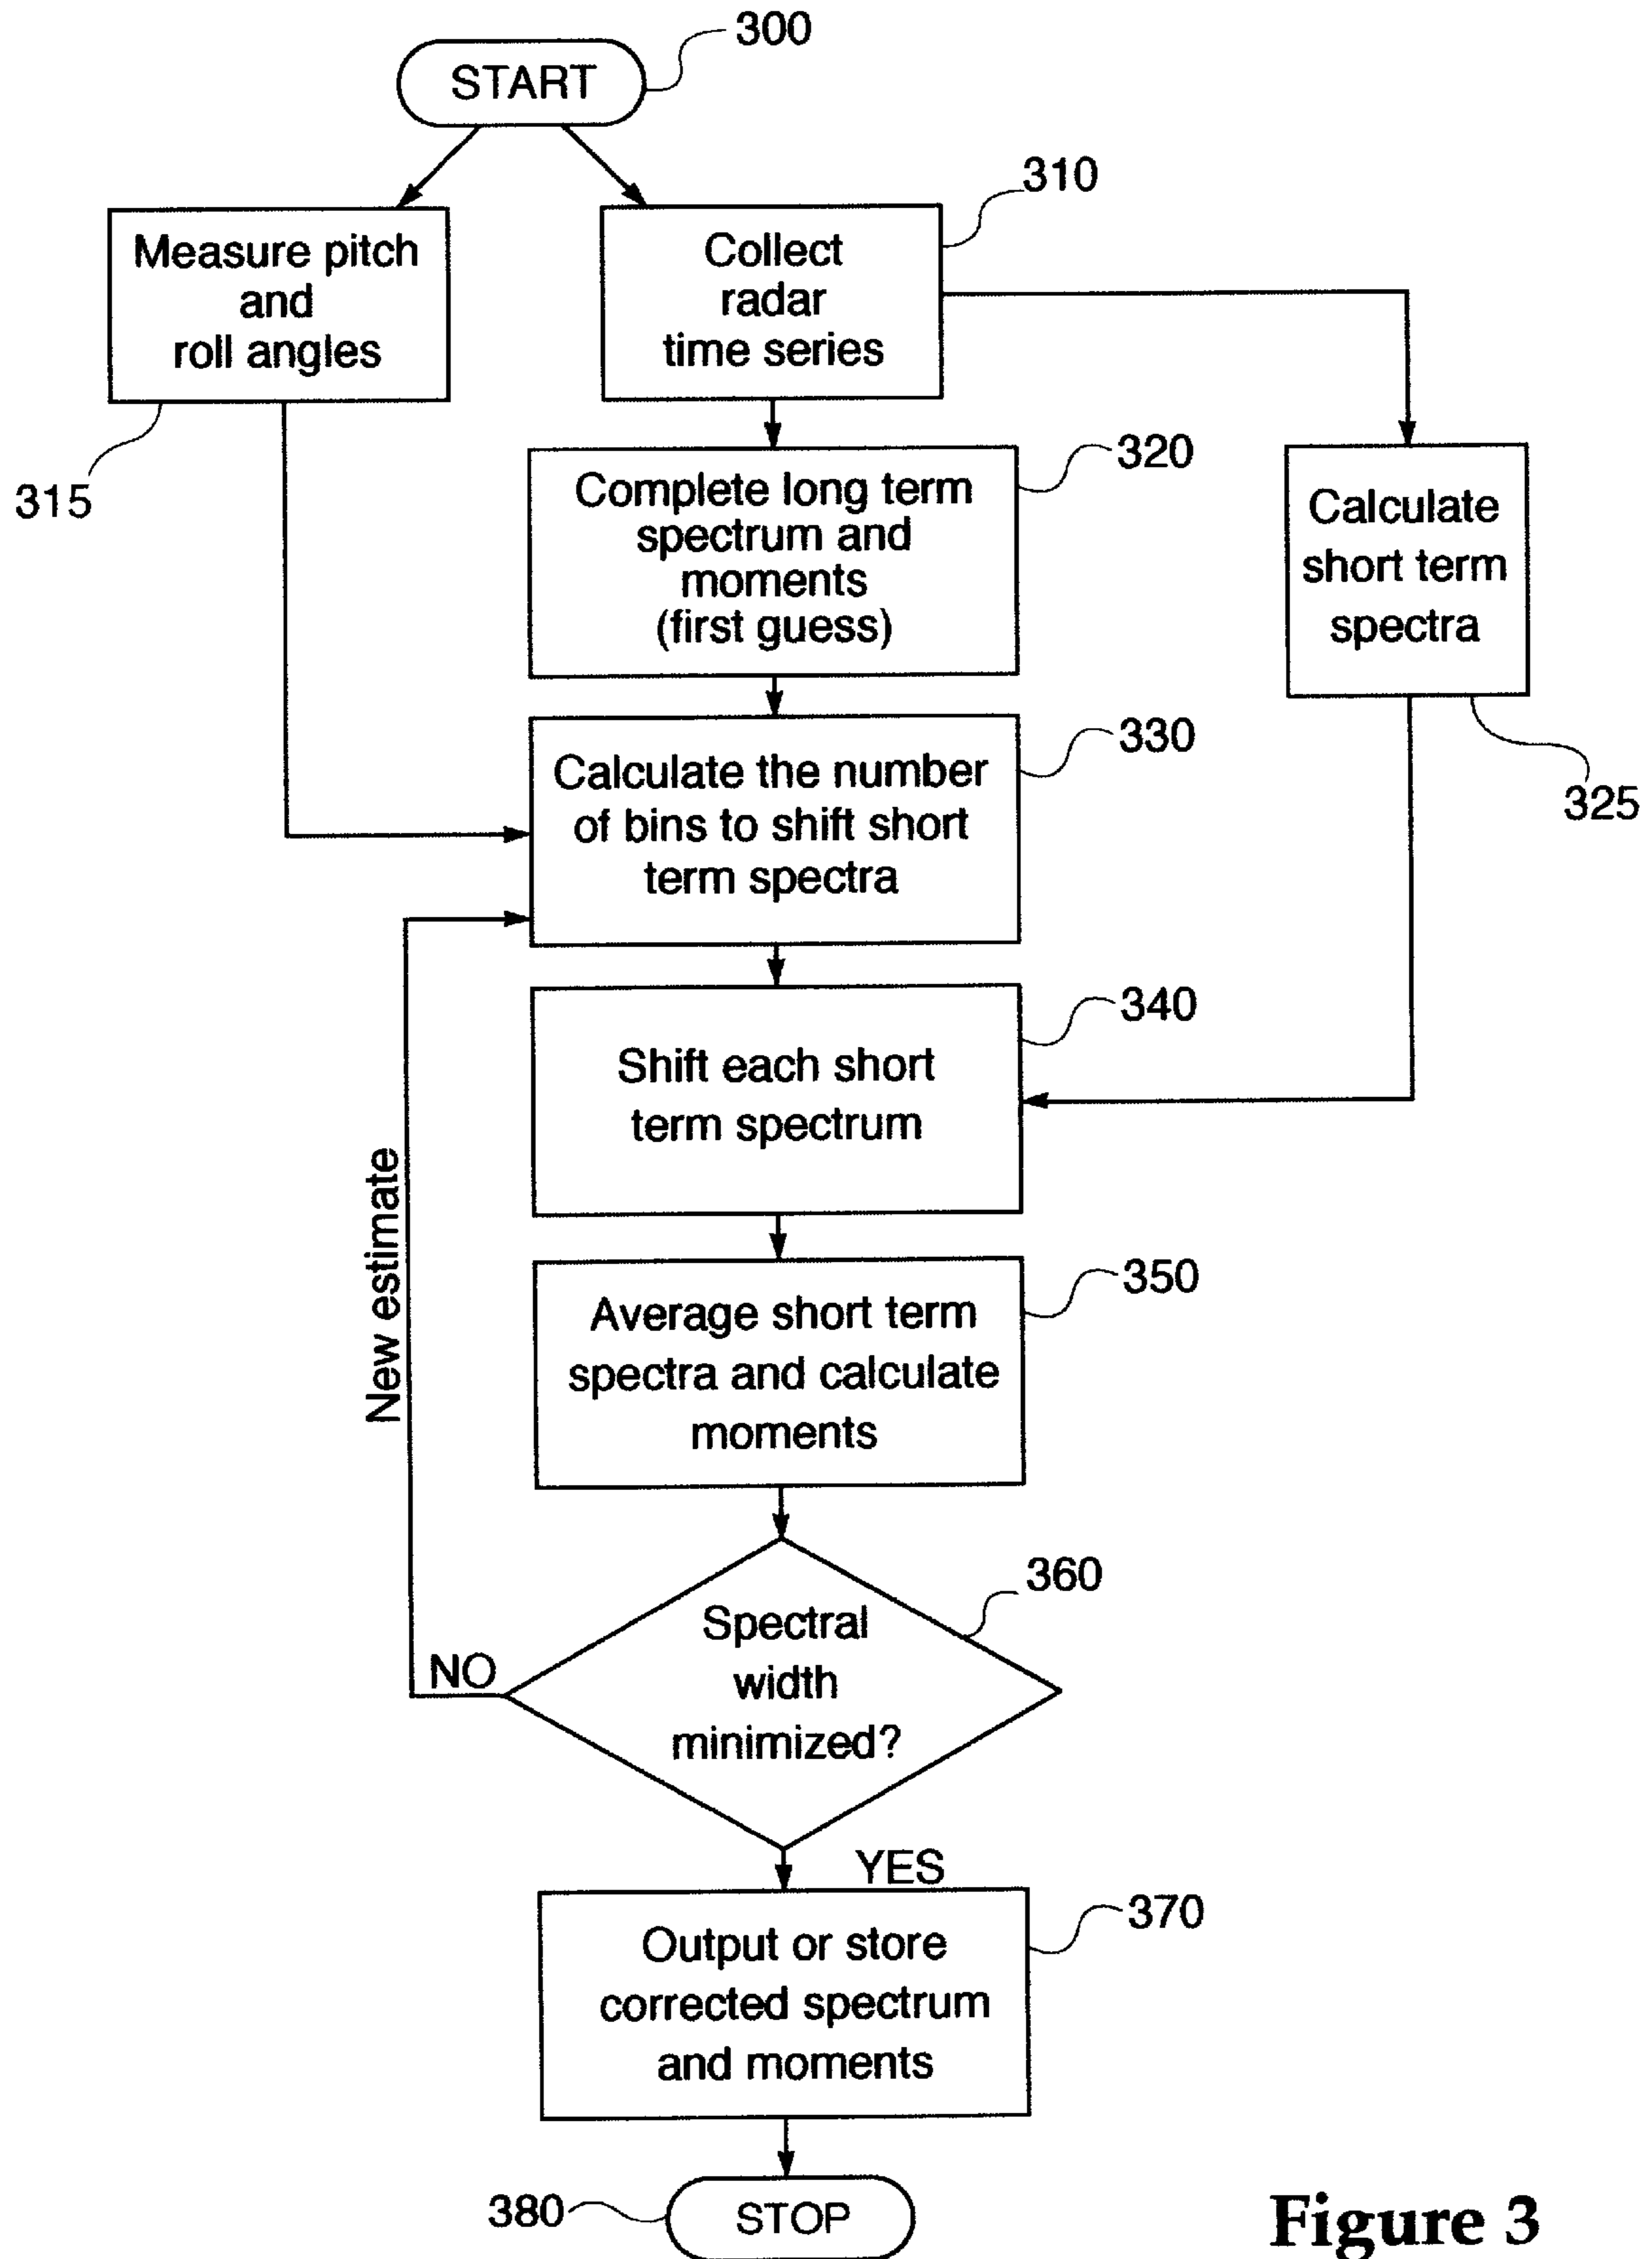 300
START
310
Measure pitch
and
roll angles
315
Collect
radar
time series
320
Complete long term
spectrum and
moments
(first guess)
Calculate
short term
spectra
325
330
Calculate the number
of bins to shift short
term spectra
340
Shift each short
term spectrum
New estimate
350
Average short term
spectra and calculate
moments
360
Spectral
width
minimized?
NO
YES
370
Output or store
corrected spectrum
and moments
380
STOP
Figure 3